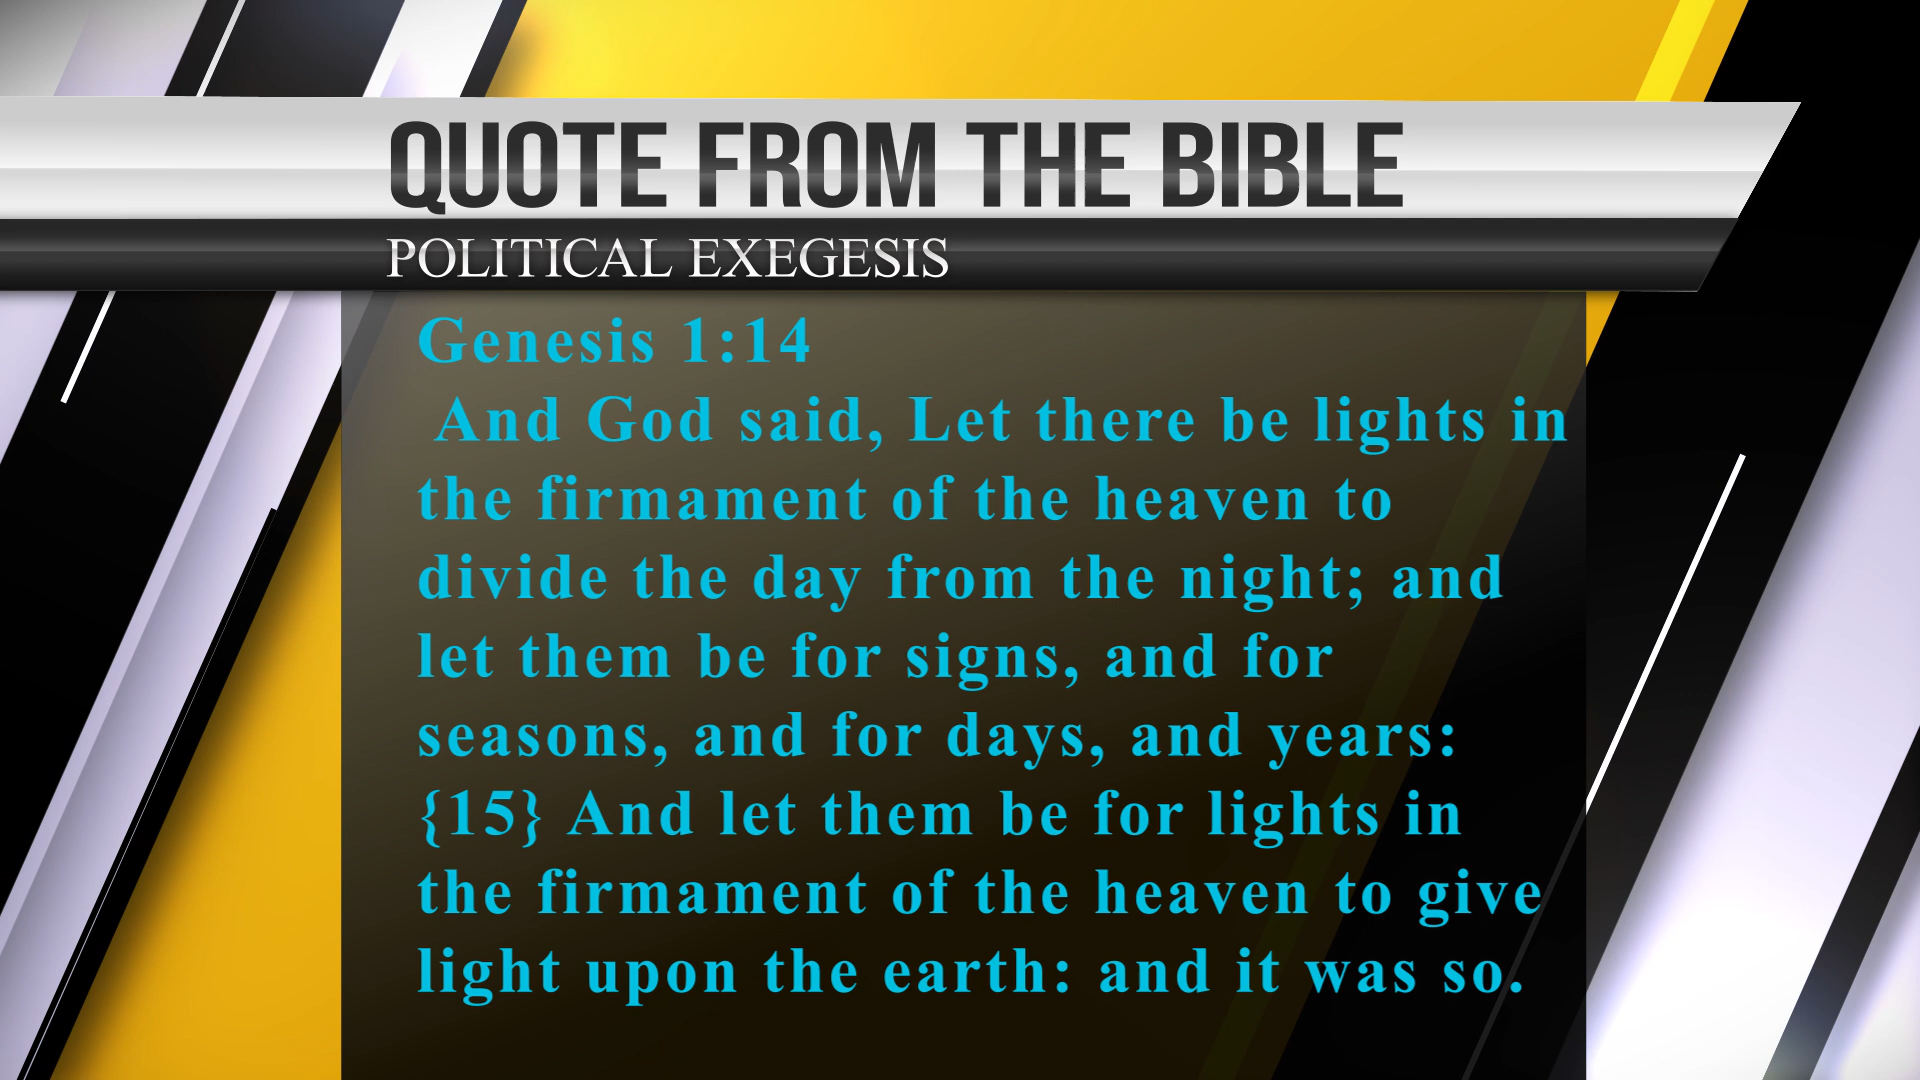 QUOTE FROM THE BIBLE
POLITICAL EXEGESIS
Genesis 1:14
And God said, Let there be lights in
the firmament of the heaven to
divide the day from the night; and
let them be for signs, and for
seasons, and for days, and years:
{15} And let them be for lights in
the firmament of the heaven to give
light upon the earth: and it was so.